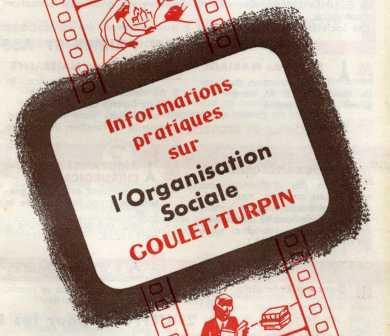 Informations
pratiques
sur
l'Organisation
Sociale
GOULET-TURPIN